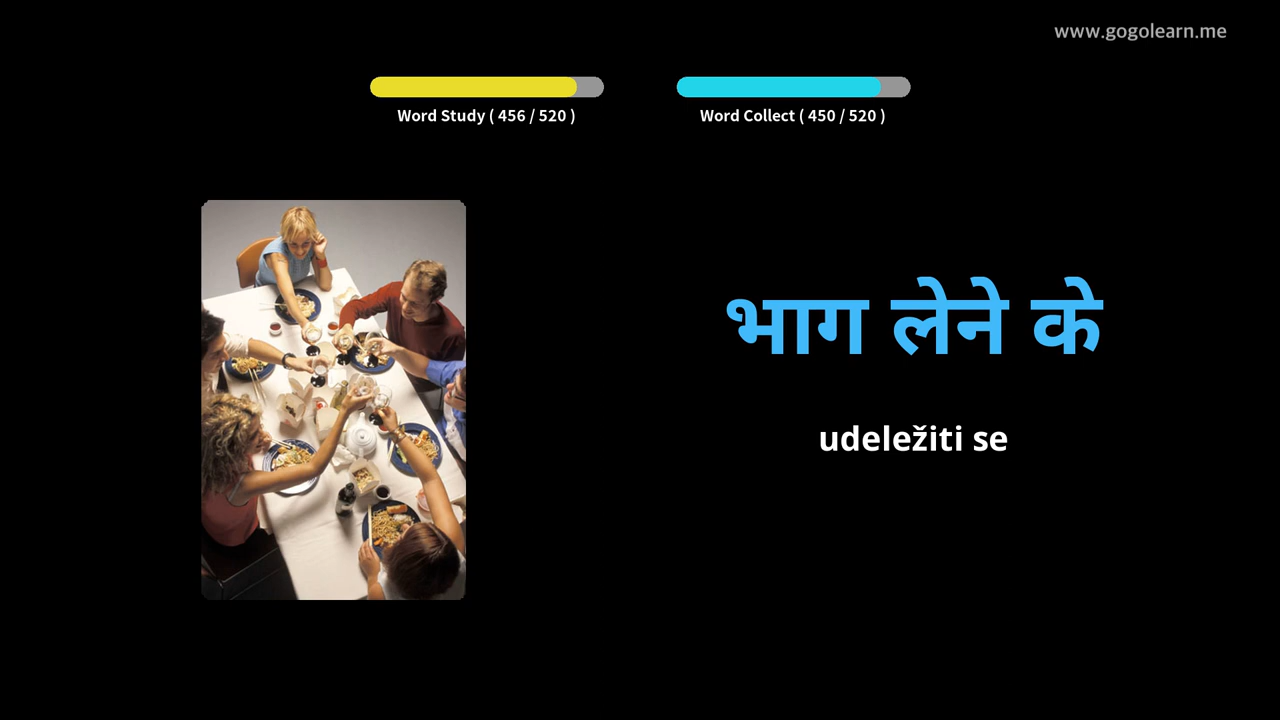 www.gogolearn.me
Word Study ( 456 / 520 )
Word Collect ( 450 / 520 )
भाग लेने के
udeležiti se